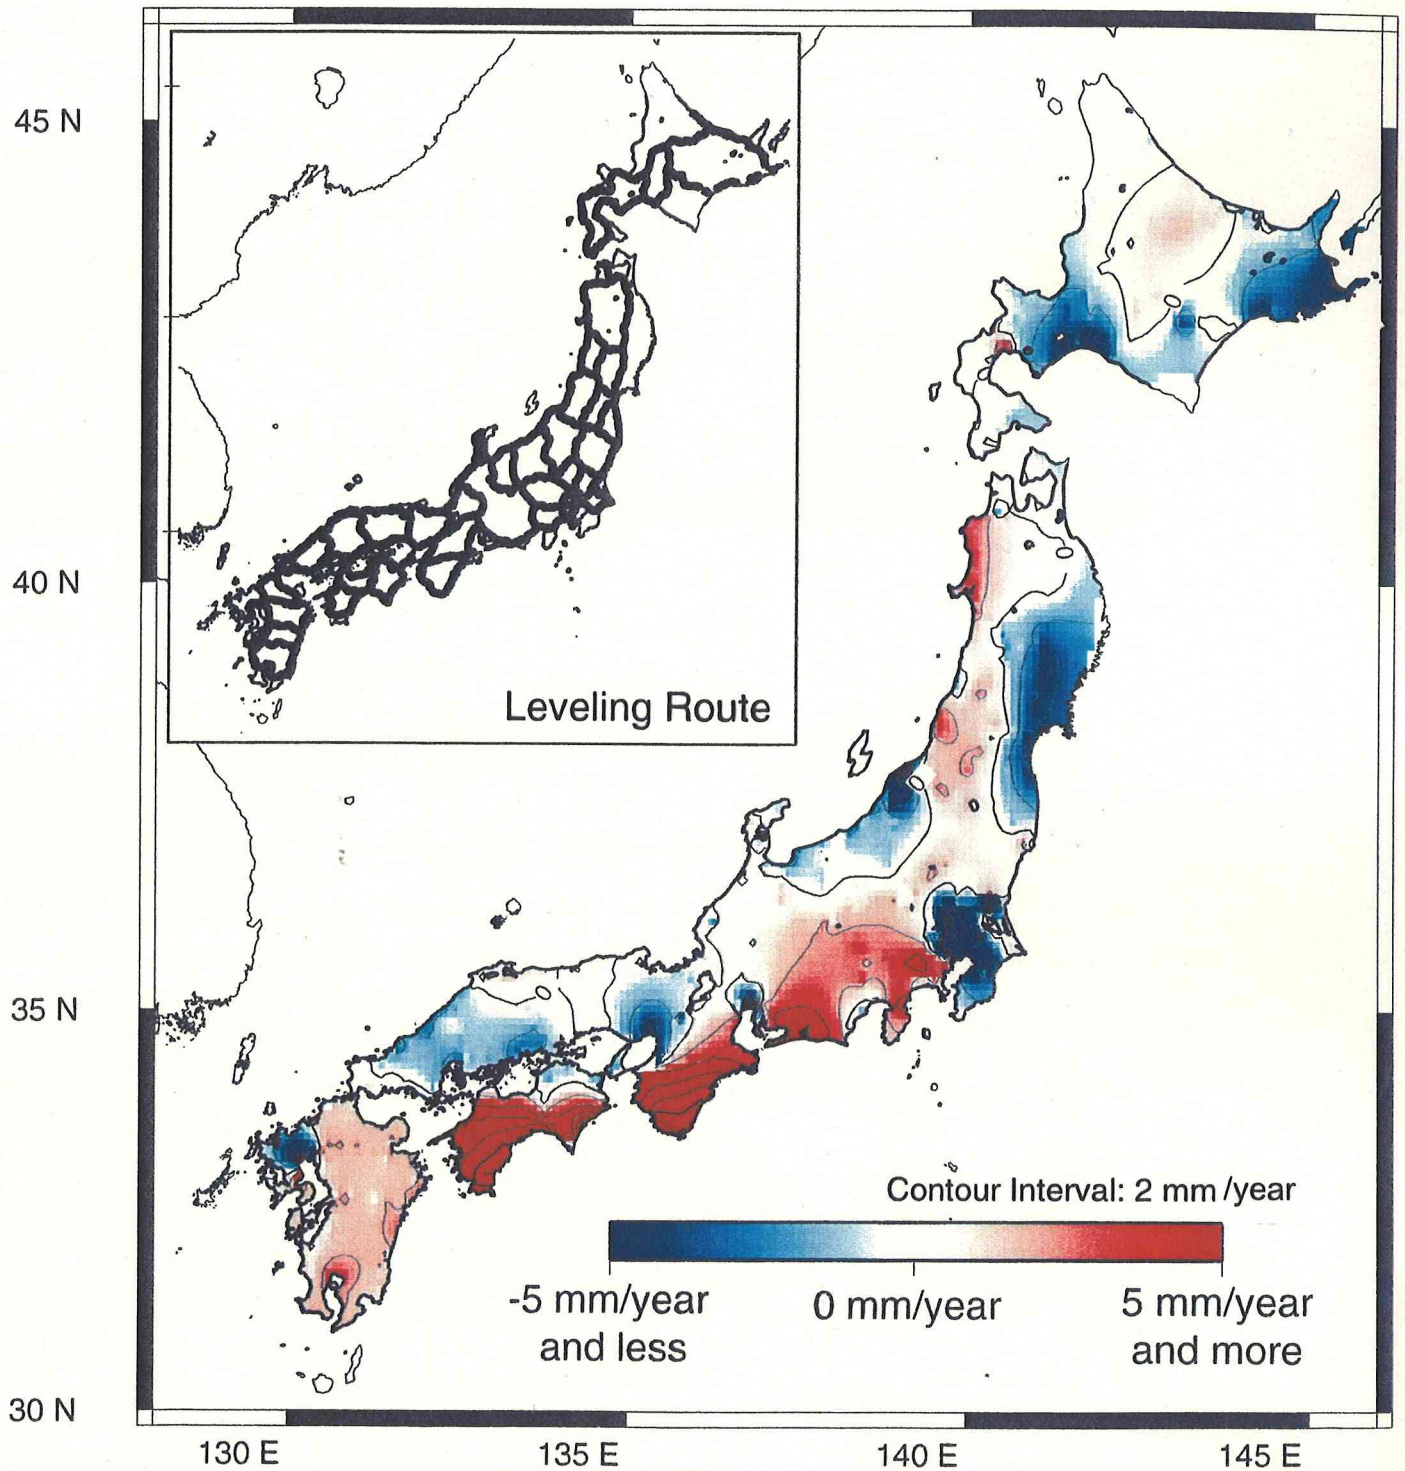 45 N
Leveling Route
40 N
35 N
Contour Interval: 2 mm/year
-5 mm/year
and less
0 mm/year
5 mm/year
and more
30 N
130 E
135 E
140 E
145 E